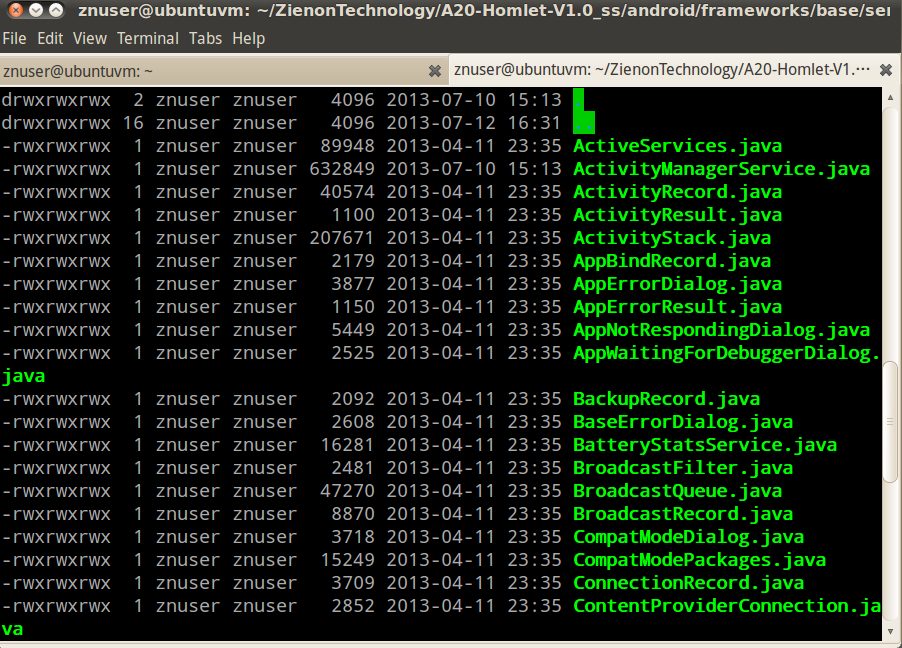 znuser@ubuntuvm: ~/ZienonTechnology/A20-Homlet-V1.0_ss/android/frameworks/base/ser
File Edit View Terminal Tabs Help
znuser@ubuntuvm: ~
znuser@ubuntuvm: ~/ZienonTechnology/A20-Homlet-V1.…
drwxrwxrwx  2 znuser znuser   4096 2013-07-10 15:13 .
drwxrwxrwx 16 znuser znuser   4096 2013-07-12 16:31 ..
-rwxrwxrwx  1 znuser znuser  89948 2013-04-11 23:35 ActiveServices.java
-rwxrwxrwx  1 znuser znuser 632849 2013-07-10 15:13 ActivityManagerService.java
-rwxrwxrwx  1 znuser znuser  40574 2013-04-11 23:35 ActivityRecord.java
-rwxrwxrwx  1 znuser znuser   1100 2013-04-11 23:35 ActivityResult.java
-rwxrwxrwx  1 znuser znuser 207671 2013-04-11 23:35 ActivityStack.java
-rwxrwxrwx  1 znuser znuser   2179 2013-04-11 23:35 AppBindRecord.java
-rwxrwxrwx  1 znuser znuser   3877 2013-04-11 23:35 AppErrorDialog.java
-rwxrwxrwx  1 znuser znuser   1150 2013-04-11 23:35 AppErrorResult.java
-rwxrwxrwx  1 znuser znuser   5449 2013-04-11 23:35 AppNotRespondingDialog.java
-rwxrwxrwx  1 znuser znuser   2525 2013-04-11 23:35 AppWaitingForDebuggerDialog.
java
-rwxrwxrwx  1 znuser znuser   2092 2013-04-11 23:35 BackupRecord.java
-rwxrwxrwx  1 znuser znuser   2608 2013-04-11 23:35 BaseErrorDialog.java
-rwxrwxrwx  1 znuser znuser  16281 2013-04-11 23:35 BatteryStatsService.java
-rwxrwxrwx  1 znuser znuser   2481 2013-04-11 23:35 BroadcastFilter.java
-rwxrwxrwx  1 znuser znuser  47270 2013-04-11 23:35 BroadcastQueue.java
-rwxrwxrwx  1 znuser znuser   8870 2013-04-11 23:35 BroadcastRecord.java
-rwxrwxrwx  1 znuser znuser   3718 2013-04-11 23:35 CompatModeDialog.java
-rwxrwxrwx  1 znuser znuser  15249 2013-04-11 23:35 CompatModePackages.java
-rwxrwxrwx  1 znuser znuser   3709 2013-04-11 23:35 ConnectionRecord.java
-rwxrwxrwx  1 znuser znuser   2852 2013-04-11 23:35 ContentProviderConnection.ja
va